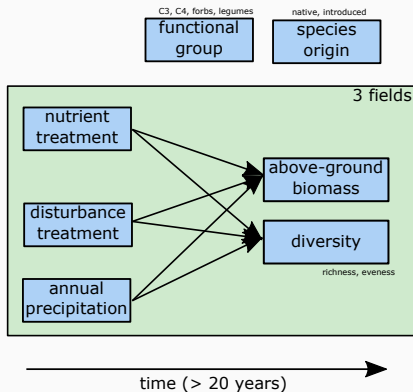 C3, C4, forbs, legumes
functional
group
native, introduced
species
origin
3 fields
nutrient
treatment
disturbance
treatment
annual
precipitation
above-ground
biomass
diversity
richness, eveness
time (> 20 years)